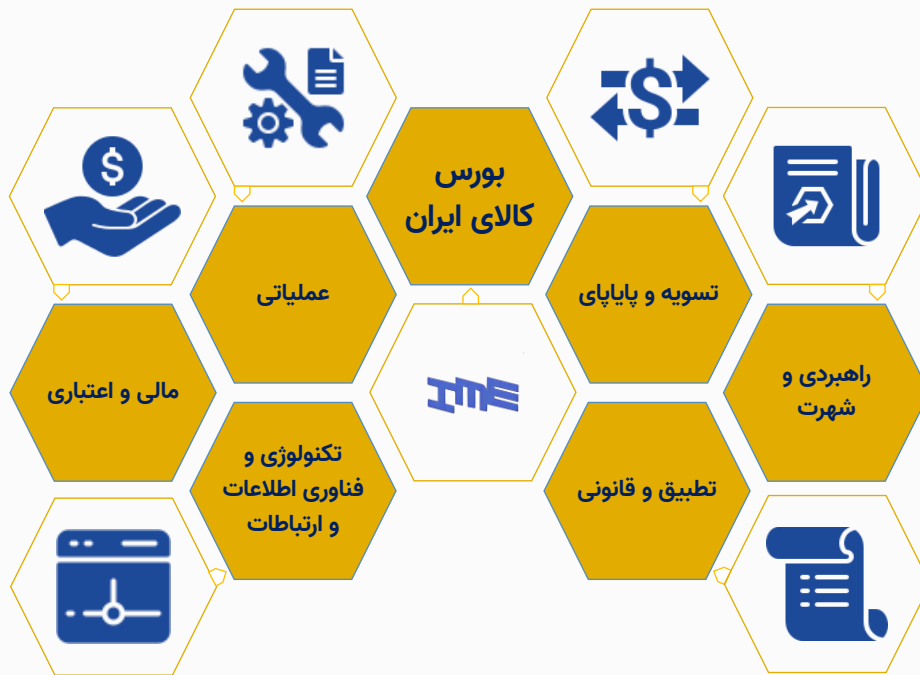 بورس
کالای ایران
تسویه و پایاپای
عملیاتی
راهبردی و
شهرت
IME
مالی و اعتباری
تطبیق و قانونی
تکنولوژی و
فناوری اطلاعات
و ارتباطات